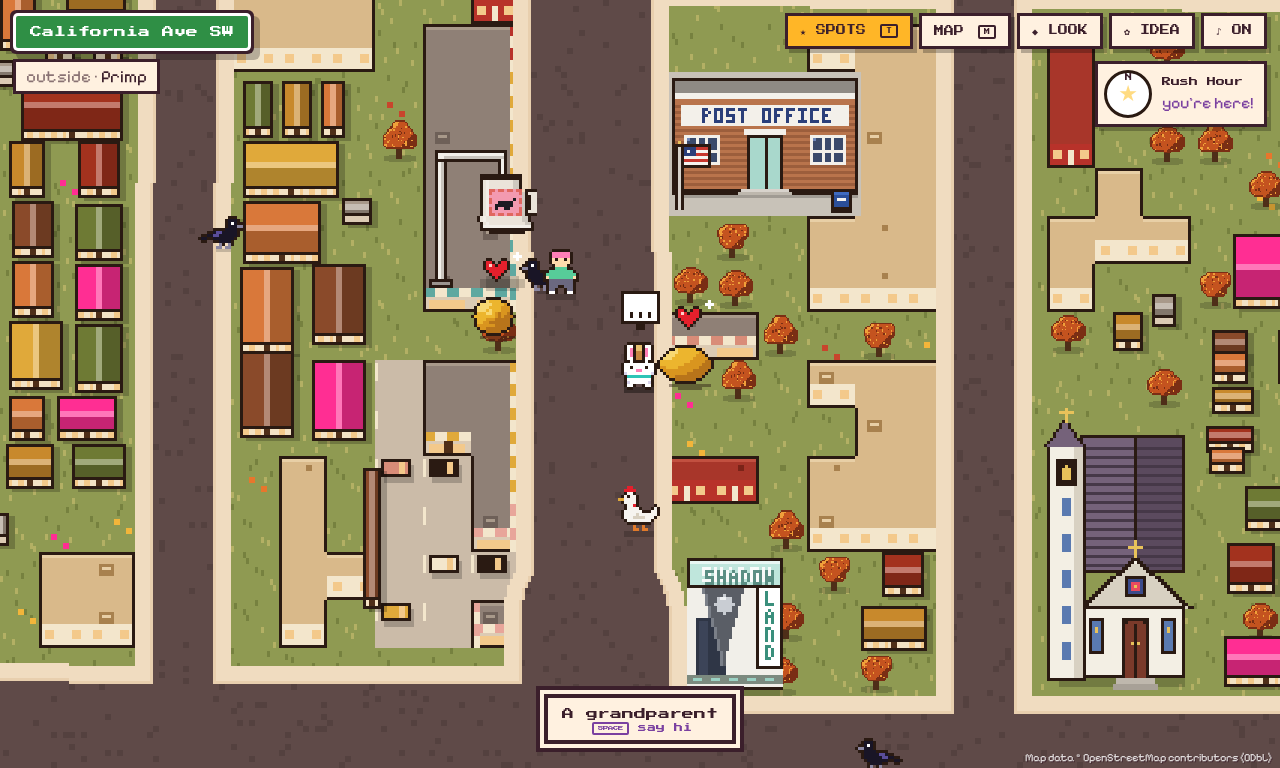 California Ave SW
outside · Primp
★ SPOTS T
MAP M
◆ LOOK
✿ IDEA
♪ ON
N
Rush Hour
you're here!
POST OFFICE
...
SHADOW
LAND
A grandparent
SPACE say hi
Map data © OpenStreetMap contributors (ODbL)